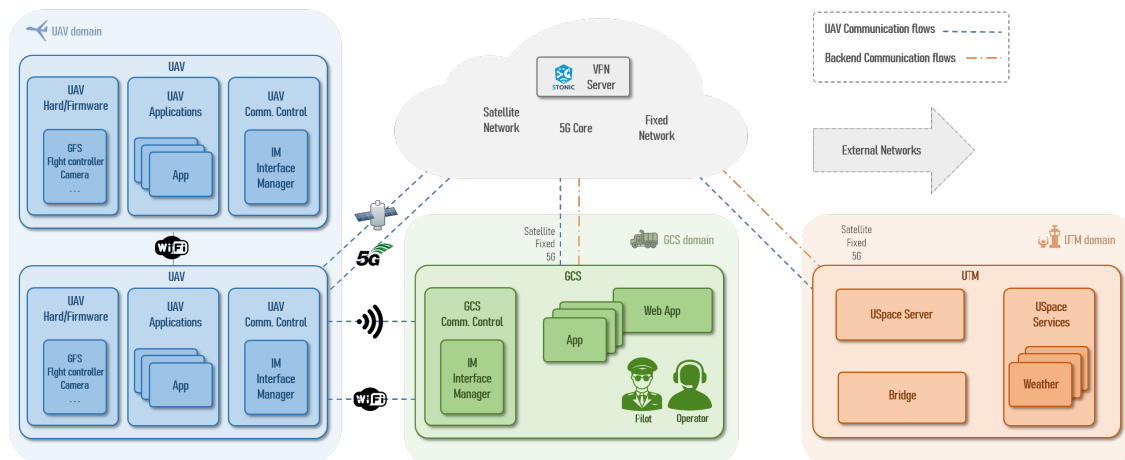 UAV domain
UAV
UAV
Hard/Firmware
GFS
Flight controller
Camera
...
UAV
Applications
App
UAV
Comm. Control
IM
Interface
Manager
WiFi
UAV
UAV
Hard/Firmware
GFS
Flight controller
Camera
...
UAV
Applications
App
UAV
Comm. Control
IM
Interface
Manager
5G
WiFi
5TONIC
VPN
Server
Satellite
Network
5G Core
Fixed
Network
UAV Communication flows
Backend Communication flows
External Networks
Satellite
Fixed
5G
GCS domain
GCS
GCS
Comm. Control
IM
Interface
Manager
App
Web App
Pilot
Operator
Satellite
Fixed
5G
UTM domain
UTM
USpace Server
Bridge
USpace
Services
Weather